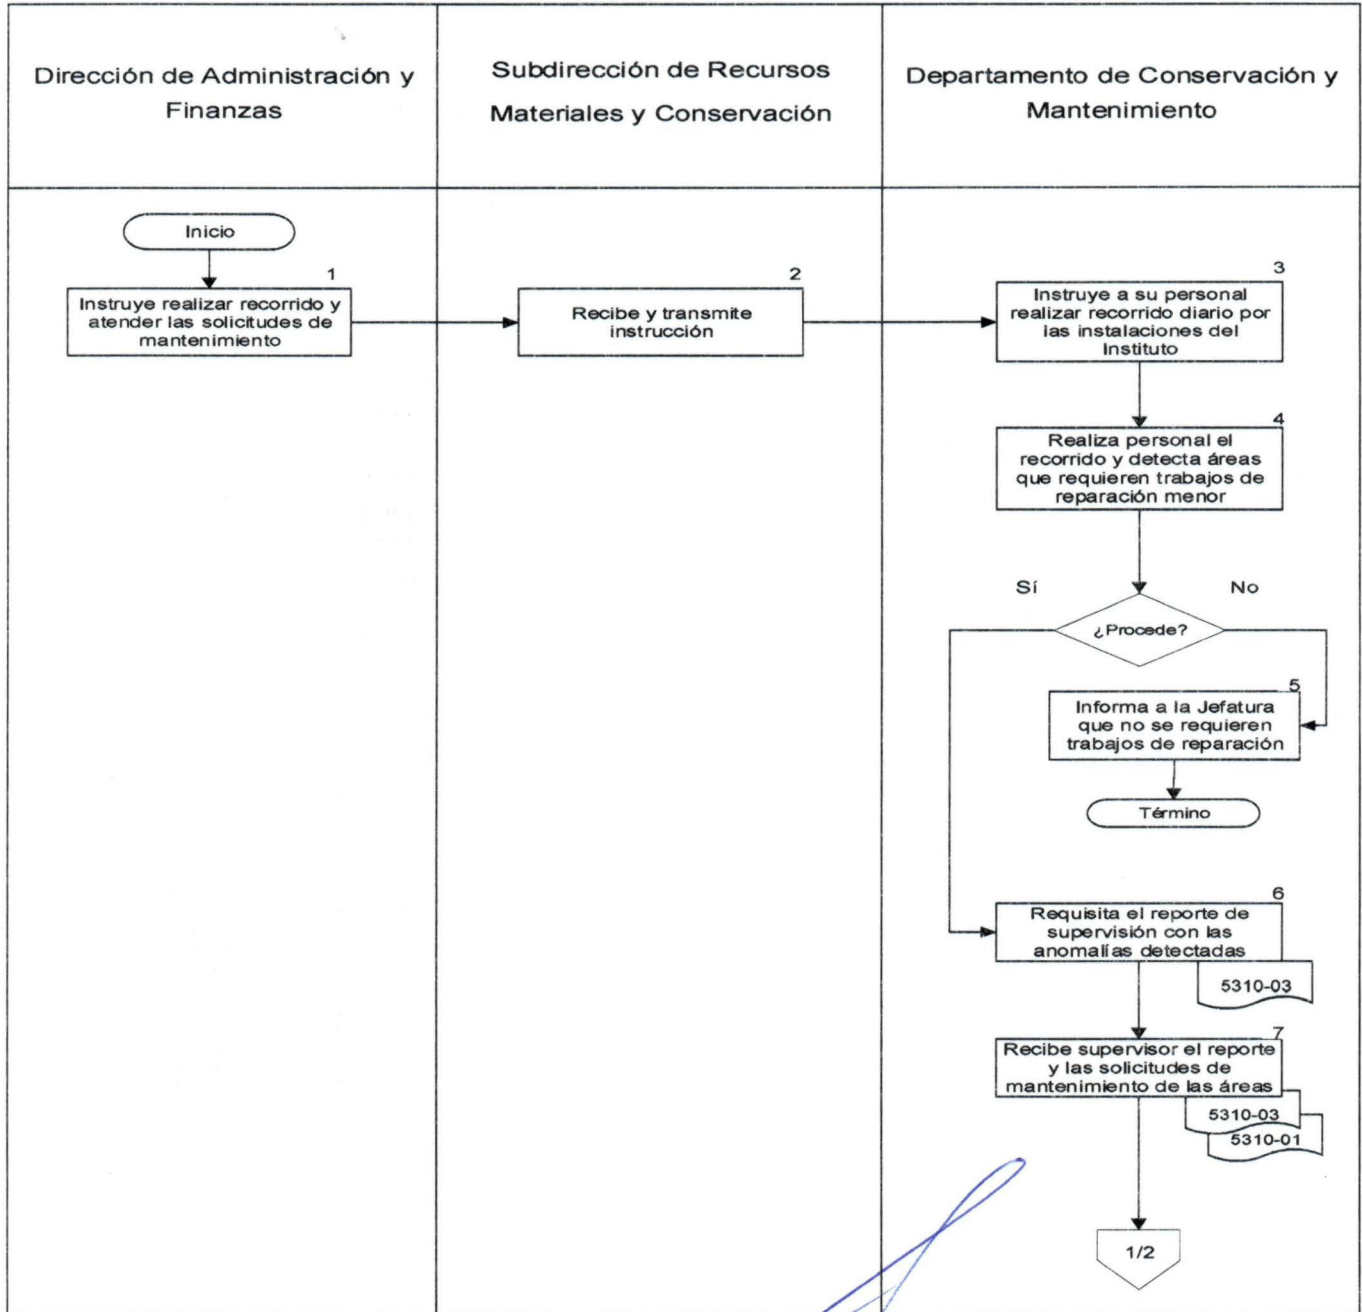 Dirección de Administración y
Finanzas
Subdirección de Recursos
Materiales y Conservación
Departamento de Conservación y
Mantenimiento
Inicio
1
Instruye realizar recorrido y
atender las solicitudes de
mantenimiento
2
Recibe y transmite
instrucción
3
Instruye a su personal
realizar recorrido diario por
las instalaciones del
Instituto
4
Realiza personal el
recorrido y detecta áreas
que requieren trabajos de
reparación menor
Sí
No
¿Procede?
5
Informa a la Jefatura
que no se requieren
trabajos de reparación
Término
6
Requisita el reporte de
supervisión con las
anomalías detectadas
5310-03
7
Recibe supervisor el reporte
y las solicitudes de
mantenimiento de las áreas
5310-03
5310-01
1/2